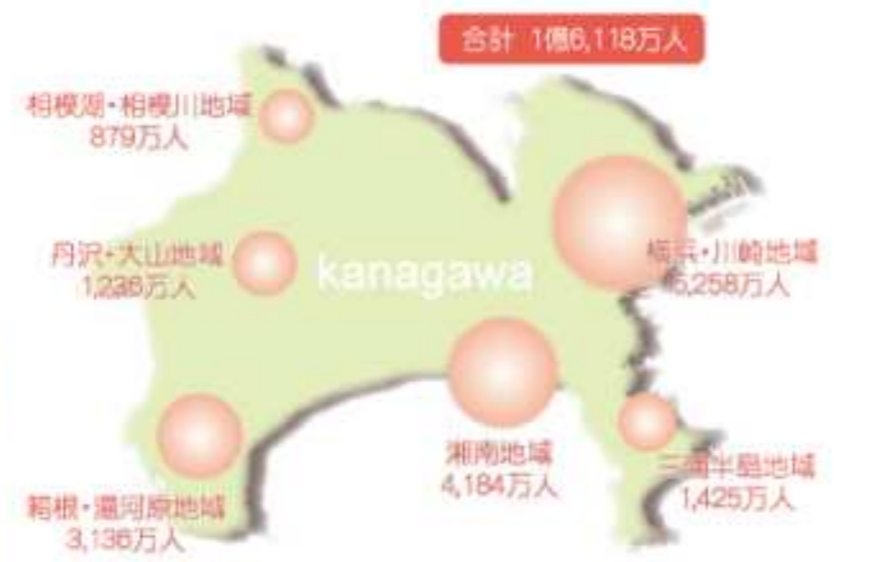 合計 1億6,118万人
相模湖・相模川地域
879万人
丹沢・大山地域
1,236万人
kanagawa
横浜・川崎地域
5,258万人
湘南地域
4,184万人
三浦半島地域
1,425万人
箱根・湯河原地域
3,136万人